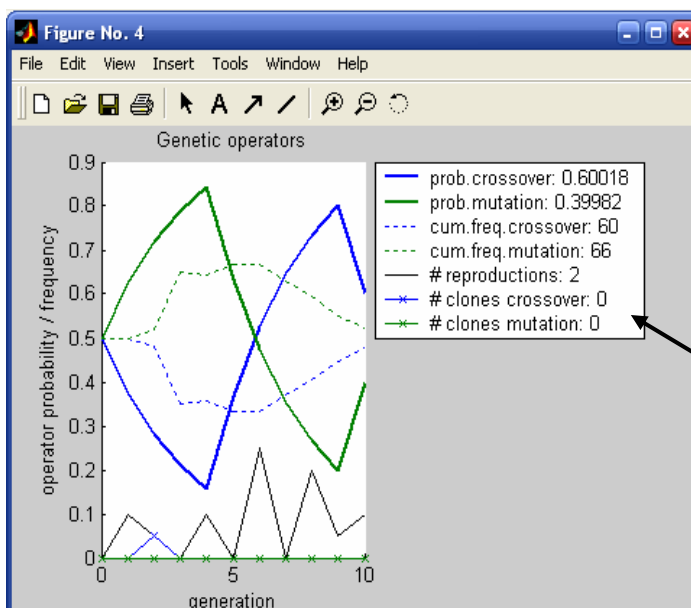 Figure No. 4
File Edit View Insert Tools Window Help
A
Genetic operators
operator probability / frequency
0.9
0.8
0.7
0.6
0.5
0.4
0.3
0.2
0.1
0
0 5 10
generation
prob.crossover: 0.60018
prob.mutation: 0.39982
cum.freq.crossover: 60
cum.freq.mutation: 66
# reproductions: 2
# clones crossover: 0
# clones mutation: 0